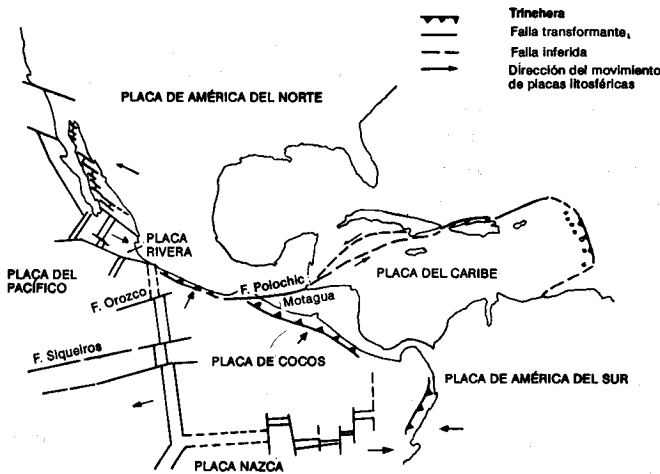 Trinchera
Falla transformante.
Falla inferida
Dirección del movimiento
de placas litosféricas
PLACA DE AMÉRICA DEL NORTE
PLACA
RIVERA
PLACA DEL
PACÍFICO
F. Orozco
F. Polochic
Motagua
PLACA DEL CARIBE
F. Siqueiros
PLACA DE COCOS
PLACA DE AMÉRICA DEL SUR
PLACA NAZCA